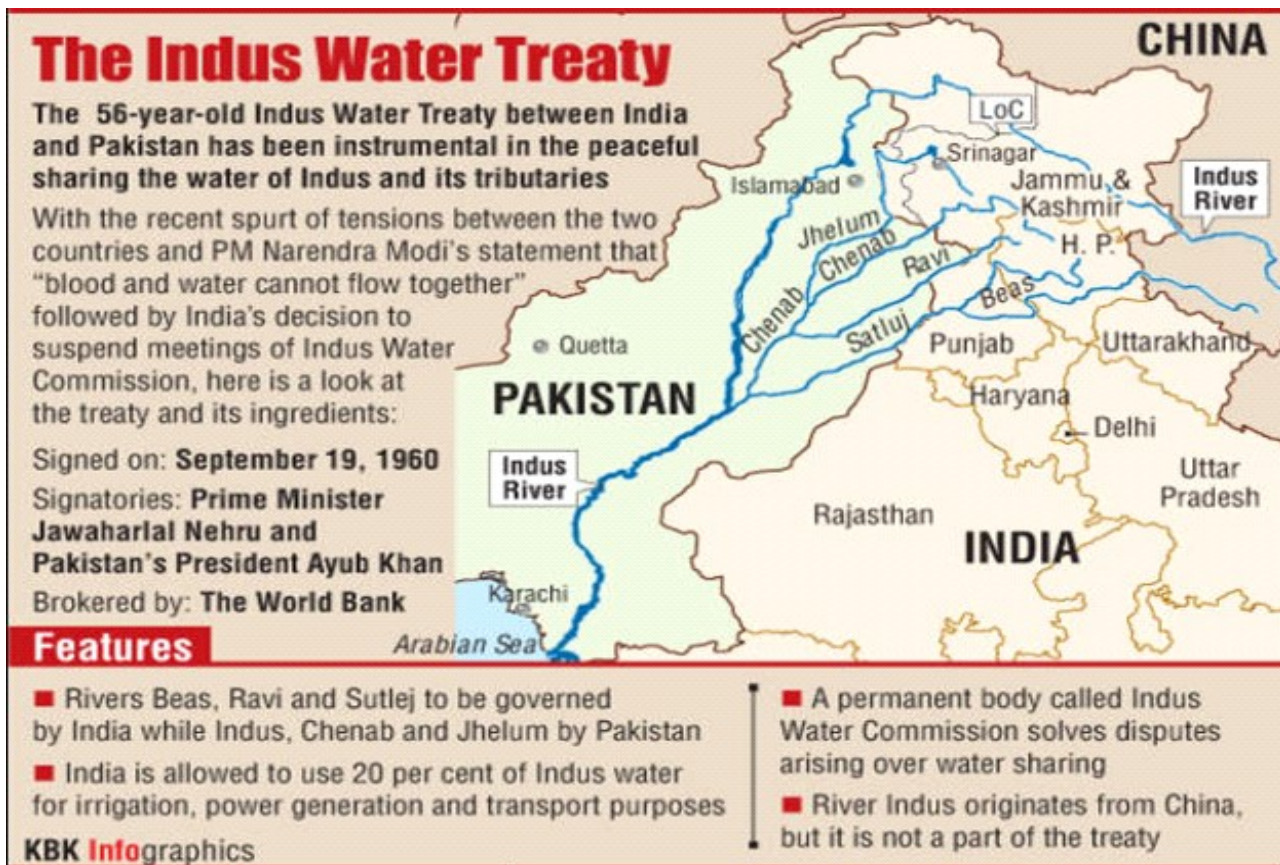 The Indus Water Treaty
The 56-year-old Indus Water Treaty between India
and Pakistan has been instrumental in the peaceful
sharing the water of Indus and its tributaries
With the recent spurt of tensions between the two
countries and PM Narendra Modi's statement that
"blood and water cannot flow together"
followed by India's decision to
suspend meetings of Indus Water
Commission, here is a look at
the treaty and its ingredients:
Signed on: September 19, 1960
Signatories: Prime Minister
Jawaharlal Nehru and
Pakistan's President Ayub Khan
Brokered by: The World Bank
CHINA
LoC
Srinagar
Islamabad
Jammu &
Kashmir
Indus
River
H. P.
Jhelum
Chenab
Ravi
Beas
Chenab
Satluj
Quetta
Punjab
Uttarakhand
PAKISTAN
Haryana
Delhi
Indus
River
Uttar
Pradesh
Rajasthan
INDIA
Karachi
Arabian Sea
Features
■ Rivers Beas, Ravi and Sutlej to be governed
by India while Indus, Chenab and Jhelum by Pakistan
■ India is allowed to use 20 per cent of Indus water
for irrigation, power generation and transport purposes
■ A permanent body called Indus
Water Commission solves disputes
arising over water sharing
■ River Indus originates from China,
but it is not a part of the treaty
KBK Infographics